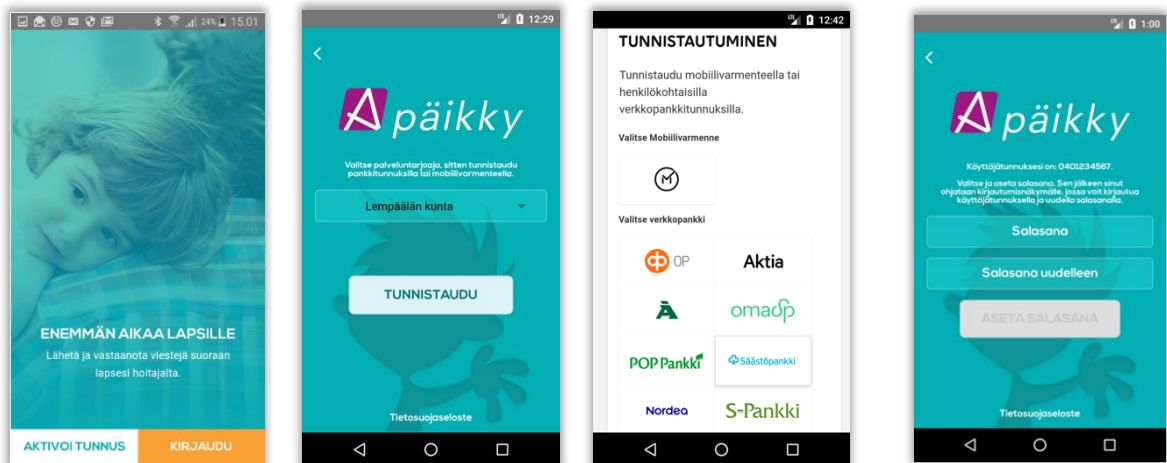 24% 15.01
ENEMMÄN AIKAA LAPSILLE
Lähetä ja vastaanota viestejä suoraan
lapsesi hoitajalta.
AKTIVOI TUNNUS
KIRJAUDU
LTE 12:29
päikky
Valitse palveluntarjoaja, sitten tunnistaudu
pankkitunnuksilla tai mobiilivarmenteella.
Lempäälän kunta
TUNNISTAUDU
Tietosuojaseloste
LTE 12:42
TUNNISTAUTUMINEN
Tunnistaudu mobiilivarmenteella tai
henkilökohtaisilla
verkkopankkitunnuksilla.
Valitse Mobiilivarmenne
M
Valitse verkkopankki
OP
Aktia
Å
omasp
POP Pankki
Säästöpankki
Nordea
S-Pankki
LTE 1:00
päikky
Käyttäjätunnuksesi on: 0401234567.
Valitse ja aseta salasana. Sen jälkeen sinut
ohjataan kirjautumisnäkymälle, jossa voit kirjautua
käyttäjätunnuksella ja uudella salasanalla.
Salasana
Salasana uudelleen
ASETA SALASANA
Tietosuojaseloste